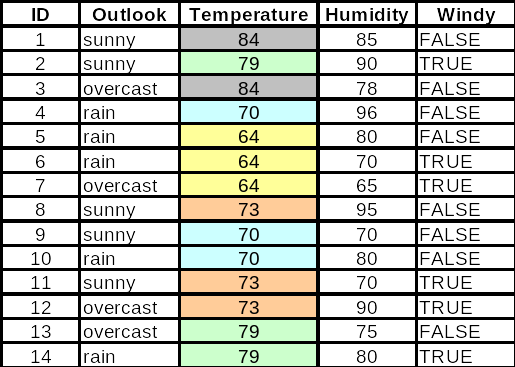 ID Outlook Temperature Humidity Windy
1 sunny 84 85 FALSE
2 sunny 79 90 TRUE
3 overcast 84 78 FALSE
4 rain 70 96 FALSE
5 rain 64 80 FALSE
6 rain 64 70 TRUE
7 overcast 64 65 TRUE
8 sunny 73 95 FALSE
9 sunny 70 70 FALSE
10 rain 70 80 FALSE
11 sunny 73 70 TRUE
12 overcast 73 90 TRUE
13 overcast 79 75 FALSE
14 rain 79 80 TRUE